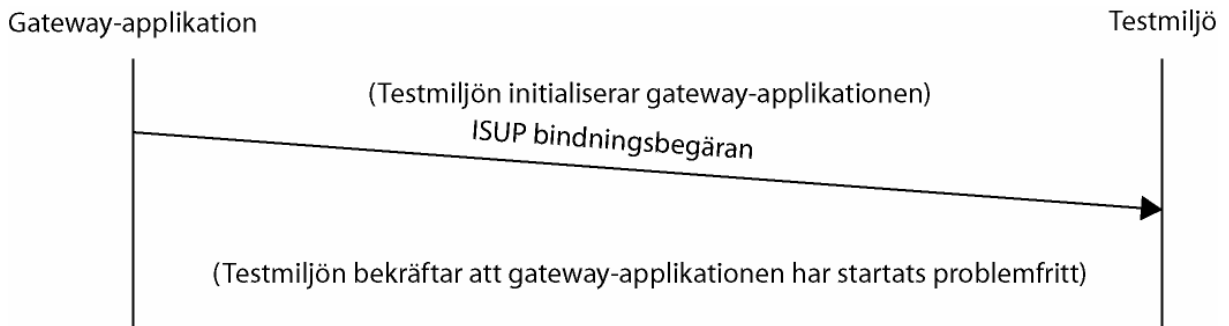 Gateway-applikation
Testmiljö
(Testmiljön initialiserar gateway-applikationen)
ISUP bindningsbegäran
(Testmiljön bekräftar att gateway-applikationen har startats problemfritt)